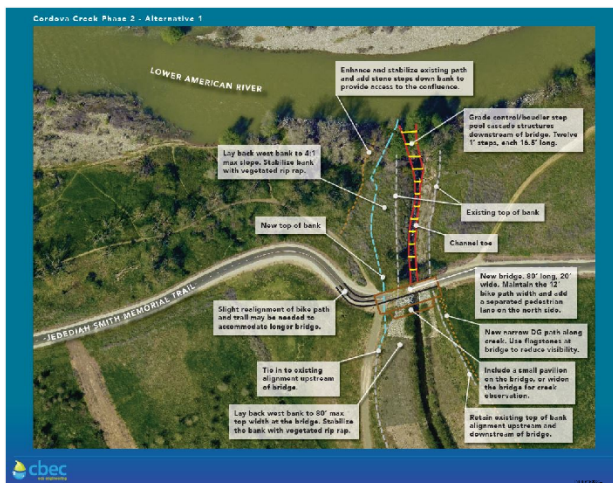 Cordova Creek Phase 2 - Alternative 1
LOWER AMERICAN RIVER
Enhance and stabilize existing path
and add stone steps down bank to
provide access to the confluence.
Grade control/boulder step
pool cascade structures
downstream of bridge. Twelve
1' steps, each 16.5' long.
Lay back west bank to 4:1
max slope. Stabilize bank
with vegetated rip rap.
Existing top of bank
New top of bank
Channel toe
JEDEDIAH SMITH MEMORIAL TRAIL
New bridge, 80' long, 20'
wide. Maintain the 12'
bike path width and add
a separated pedestrian
lane on the north side.
Slight realignment of bike path
and trail may be needed to
accommodate longer bridge.
New narrow DG path along
creek. Use flagstones at
bridge to reduce visibility.
Tie in to existing
alignment upstream
of bridge.
Include a small pavilion
on the bridge, or widen
the bridge for creek
observation.
Lay back west bank to 80' max
top width at the bridge. Stabilize
the bank with vegetated rip rap.
Retain existing top of bank
alignment upstream and
downstream of bridge.
cbec
eco engineering